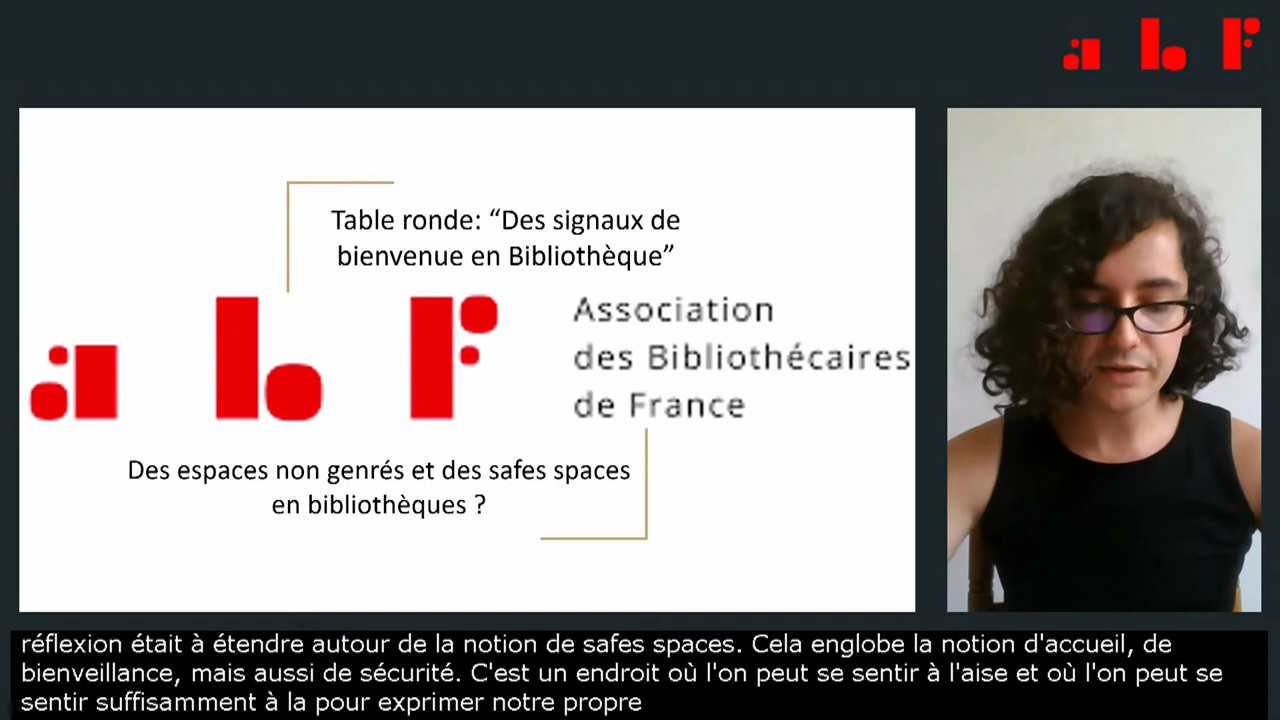 a b f
Table ronde: “Des signaux de
bienvenue en Bibliothèque”
a b f
Association
des Bibliothécaires
de France
Des espaces non genrés et des safes spaces
en bibliothèques ?
réflexion était à étendre autour de la notion de safes spaces. Cela englobe la notion d'accueil, de
bienveillance, mais aussi de sécurité. C'est un endroit où l'on peut se sentir à l'aise et où l'on peut se
sentir suffisamment à la pour exprimer notre propre